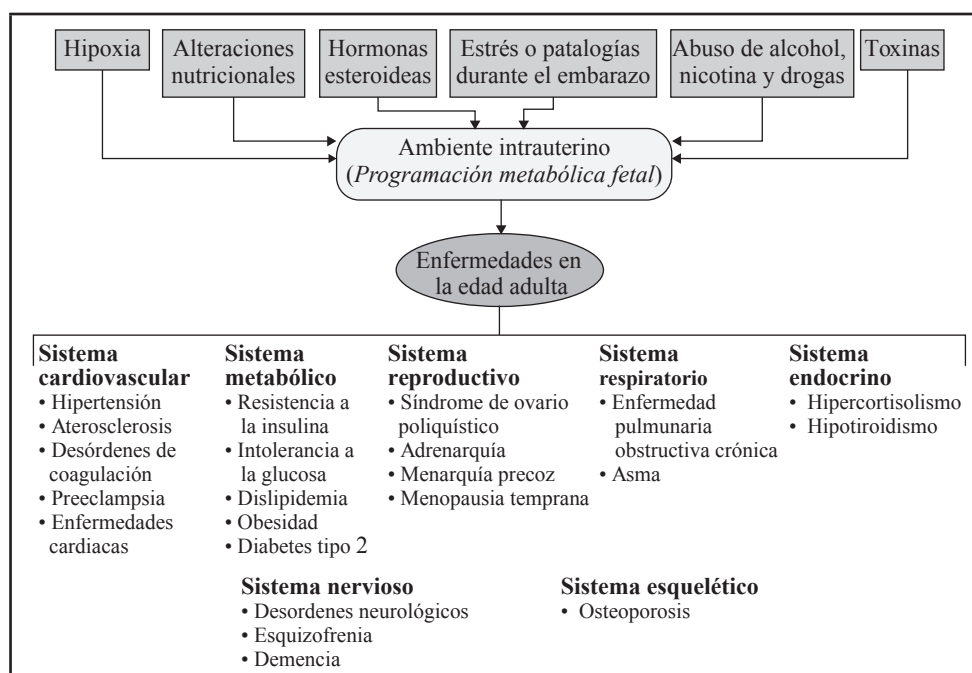 Hipoxia
Alteraciones
nutricionales
Hormonas
esteroideas
Estrés o patalogías
durante el embarazo
Abuso de alcohol,
nicotina y drogas
Toxinas
Ambiente intrauterino
(Programación metabólica fetal)
Enfermedades en
la edad adulta
Sistema
cardiovascular
• Hipertensión
• Aterosclerosis
• Desórdenes de
coagulación
• Preeclampsia
• Enfermedades
cardiacas
Sistema
metabólico
• Resistencia a
la insulina
• Intolerancia a
la glucosa
• Dislipidemia
• Obesidad
• Diabetes tipo 2
Sistema
reproductivo
• Síndrome de ovario
poliquístico
• Adrenarquía
• Menarquía precoz
• Menopausia temprana
Sistema
respiratorio
• Enfermedad
pulmunaria
obstructiva crónica
• Asma
Sistema
endocrino
• Hipercortisolismo
• Hipotiroidismo
Sistema nervioso
• Desordenes neurológicos
• Esquizofrenia
• Demencia
Sistema esquelético
• Osteoporosis